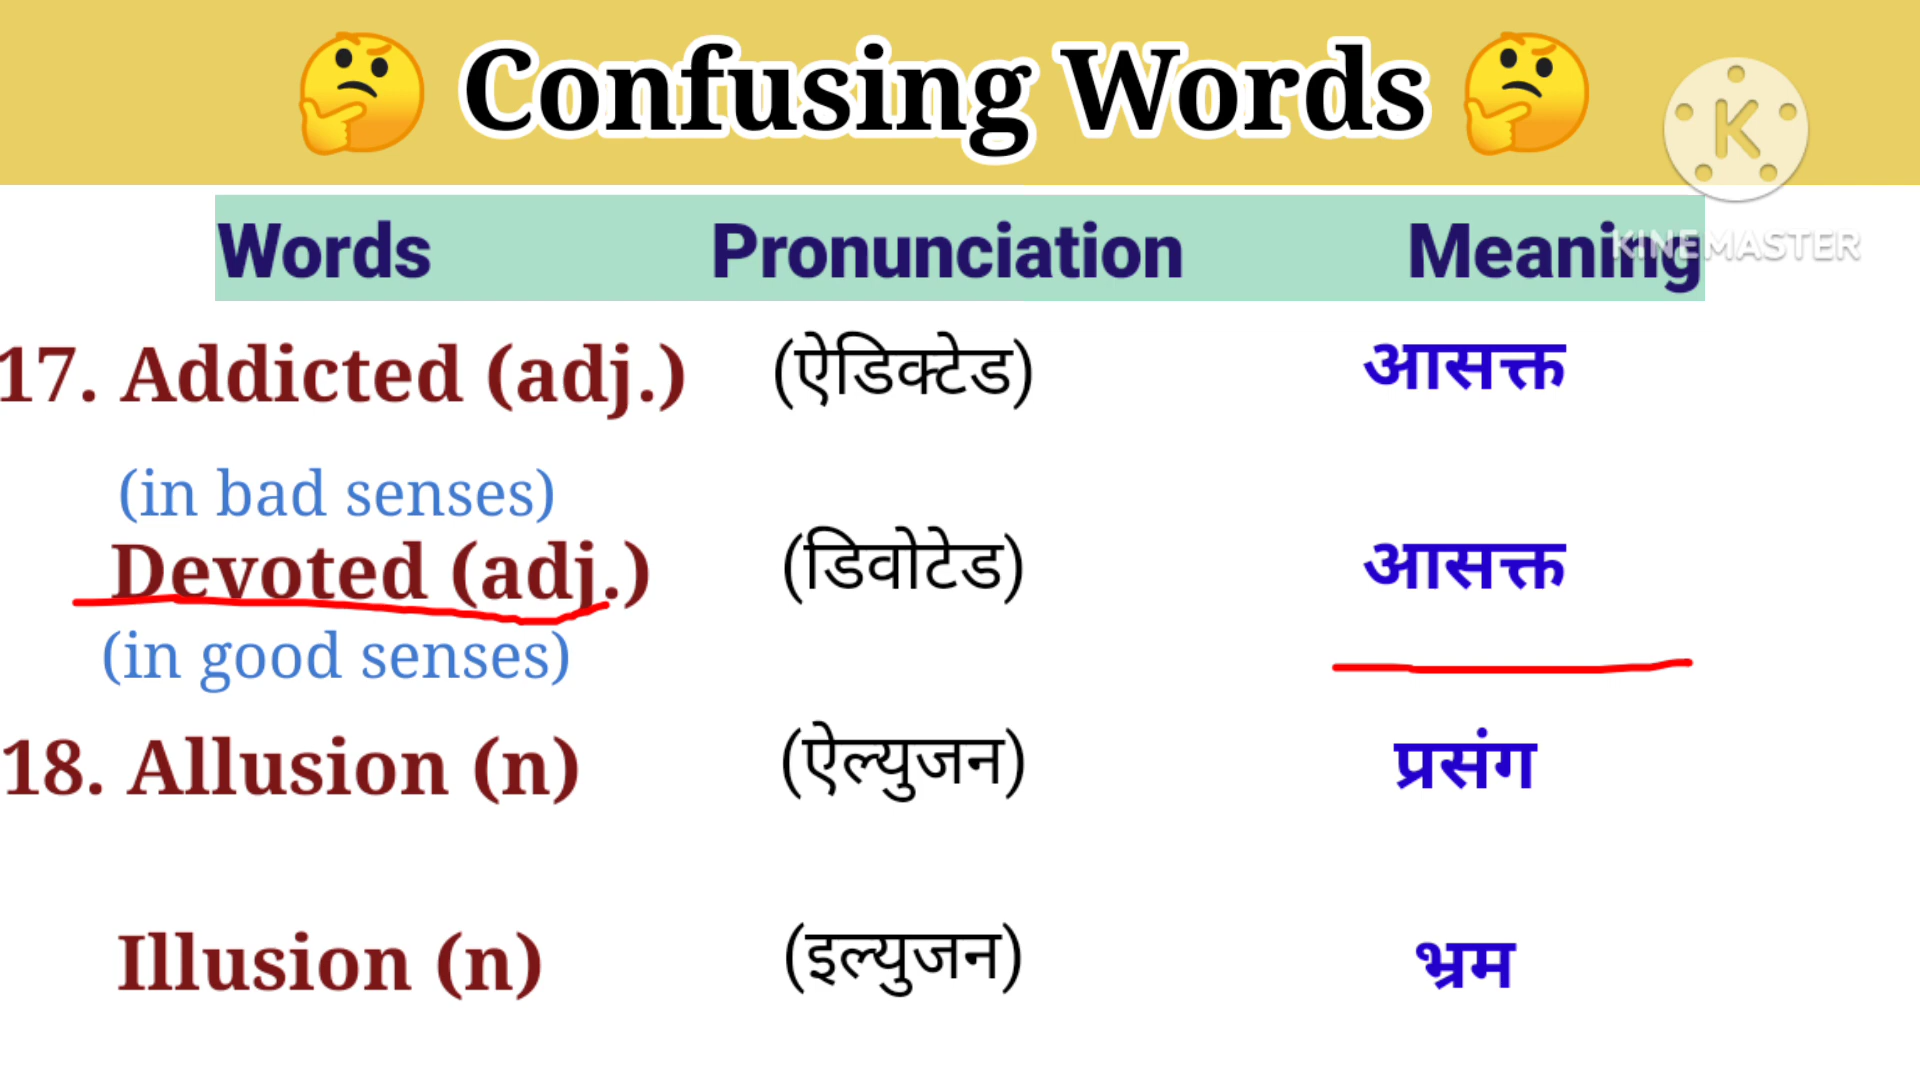 🤔 Confusing Words 🤔
K
KINEMASTER
Words Pronunciation Meaning
17. Addicted (adj.) (ऐडिक्टेड) आसक्त
(in bad senses)
Devoted (adj.) (डिवोटेड) आसक्त
(in good senses)
18. Allusion (n) (ऐल्युजन) प्रसंग
Illusion (n) (इल्युजन) भ्रम